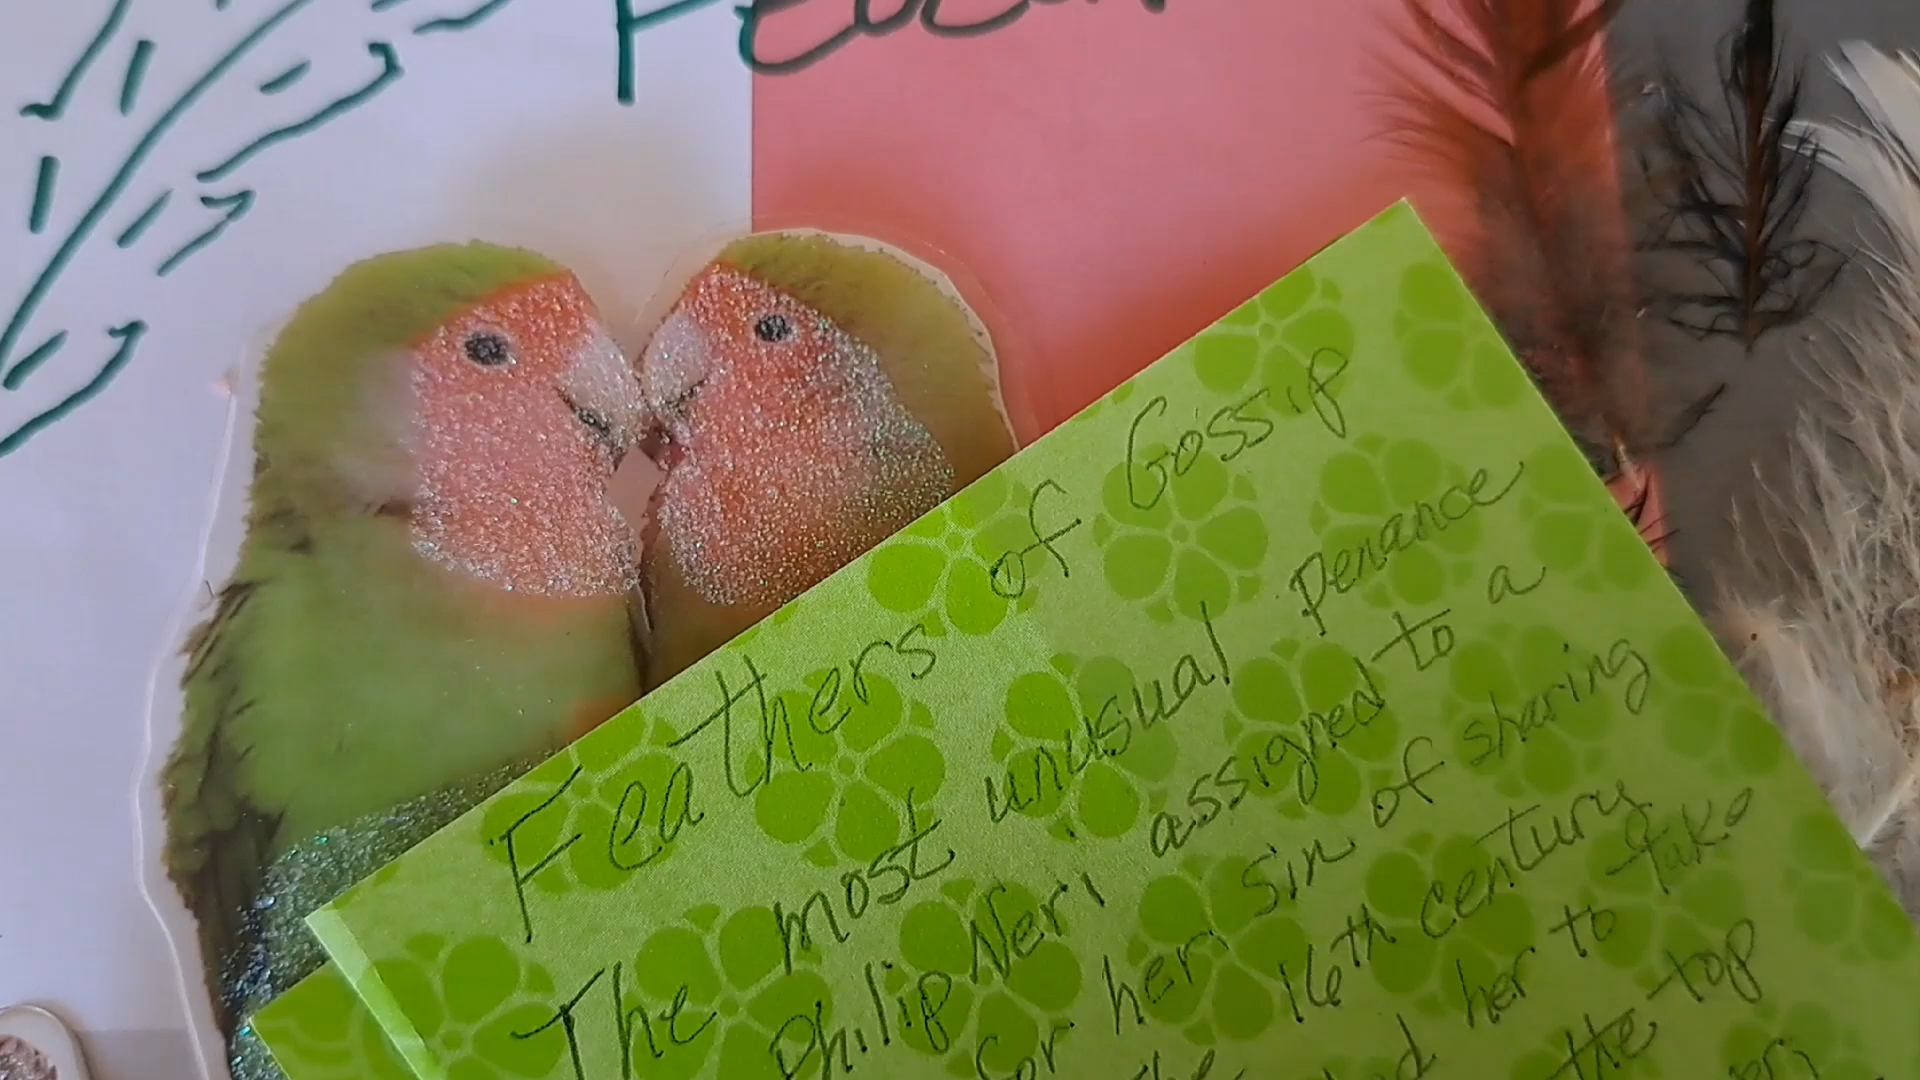 Feathers of Gossip
The most unusual penance
Philip Neri assigned to a
for her sin of sharing
The 16th century
her to take
the top